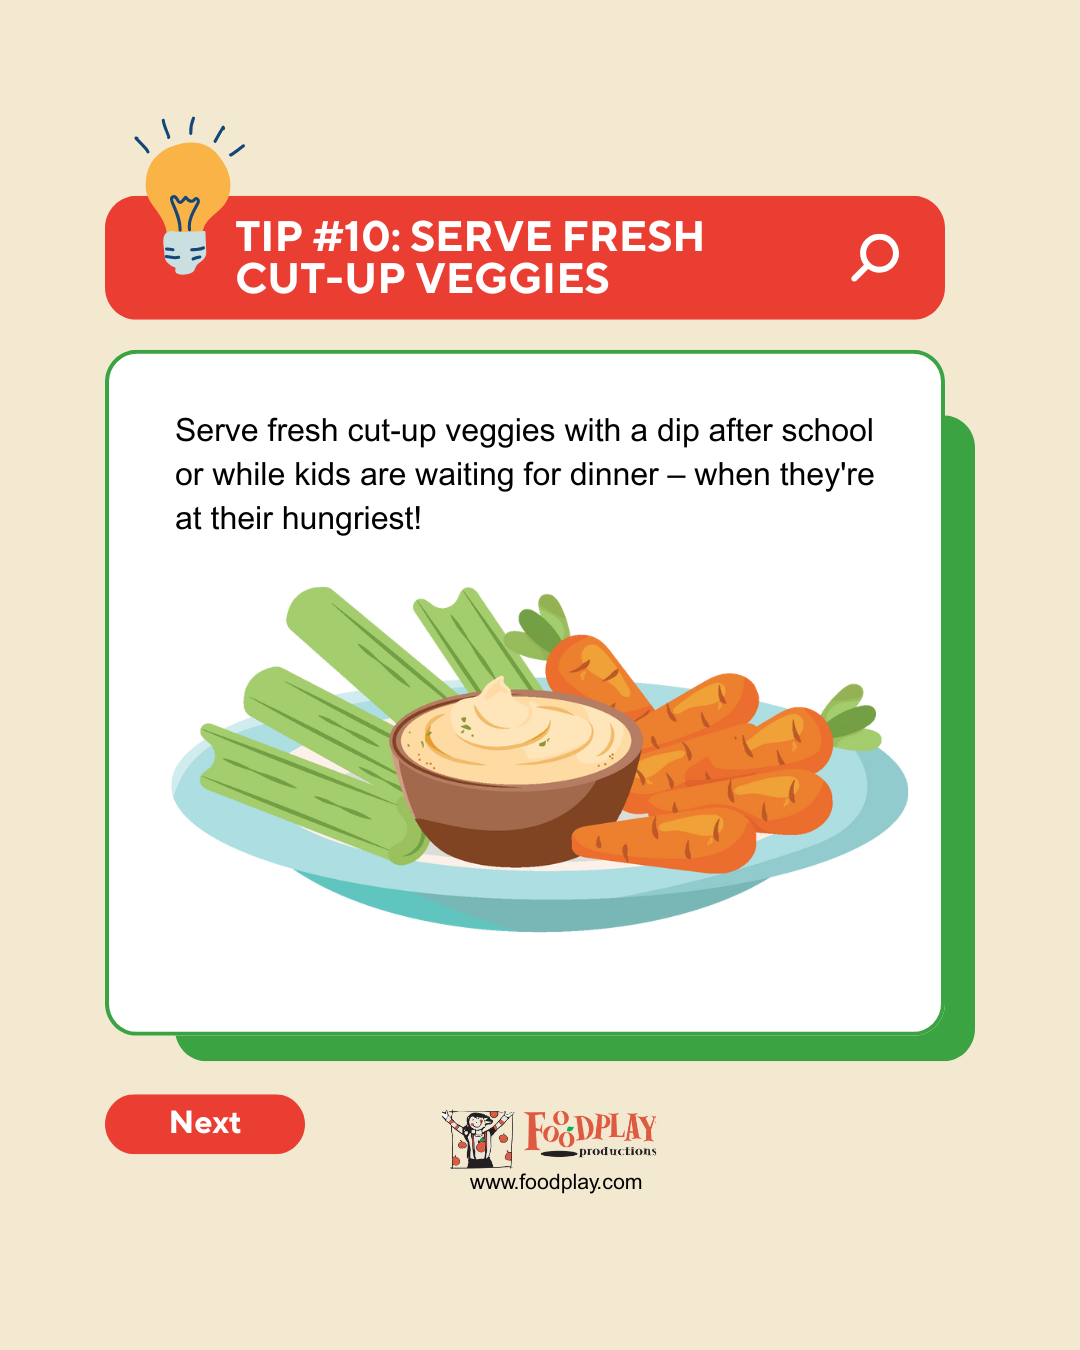 TIP #10: SERVE FRESH
CUT-UP VEGGIES
Serve fresh cut-up veggies with a dip after school
or while kids are waiting for dinner – when they're
at their hungriest!
Next
FOODPLAY
productions
www.foodplay.com